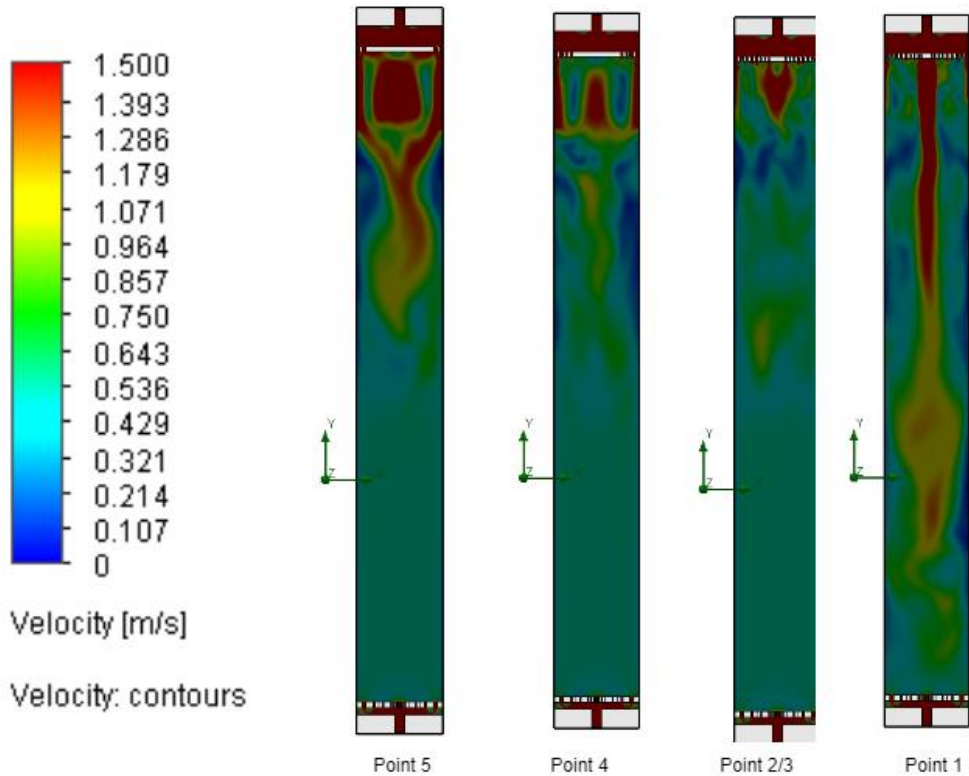 1.500
1.393
1.286
1.179
1.071
0.964
0.857
0.750
0.643
0.536
0.429
0.321
0.214
0.107
0
Velocity [m/s]
Velocity: contours
Y
Z
Y
Z
Y
Z
Y
Z
Point 5
Point 4
Point 2/3
Point 1